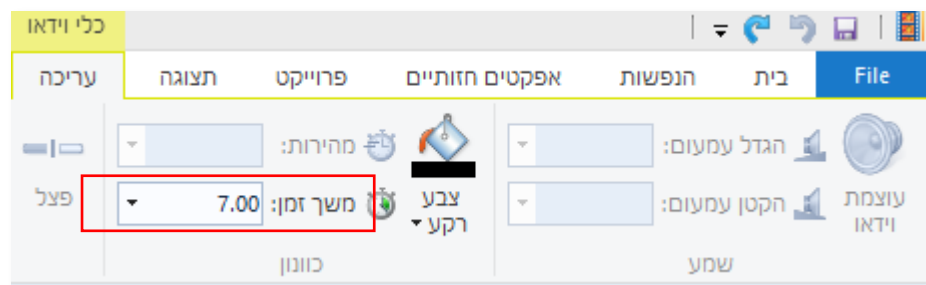 כלי וידאו
File בית הנפשות אפקטים חזותיים פרוייקט תצוגה עריכה
עוצמת וידאו
הגדל עמעום:
הקטן עמעום:
שמע
צבע רקע
מהירות:
משך זמן: 7.00
כוונון
פצל